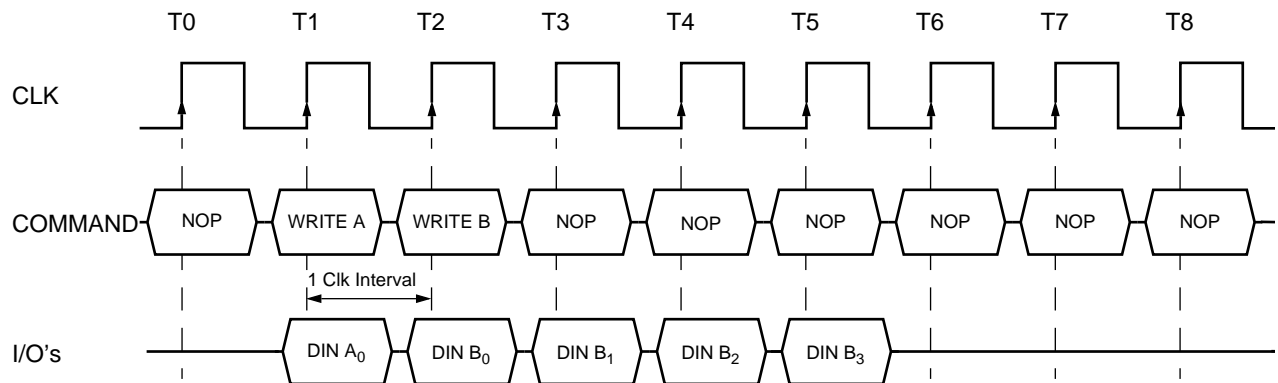 T0 T1 T2 T3 T4 T5 T6 T7 T8
CLK
COMMAND NOP WRITE A WRITE B NOP NOP NOP NOP NOP NOP
1 Clk Interval
I/O's DIN A₀ DIN B₀ DIN B₁ DIN B₂ DIN B₃